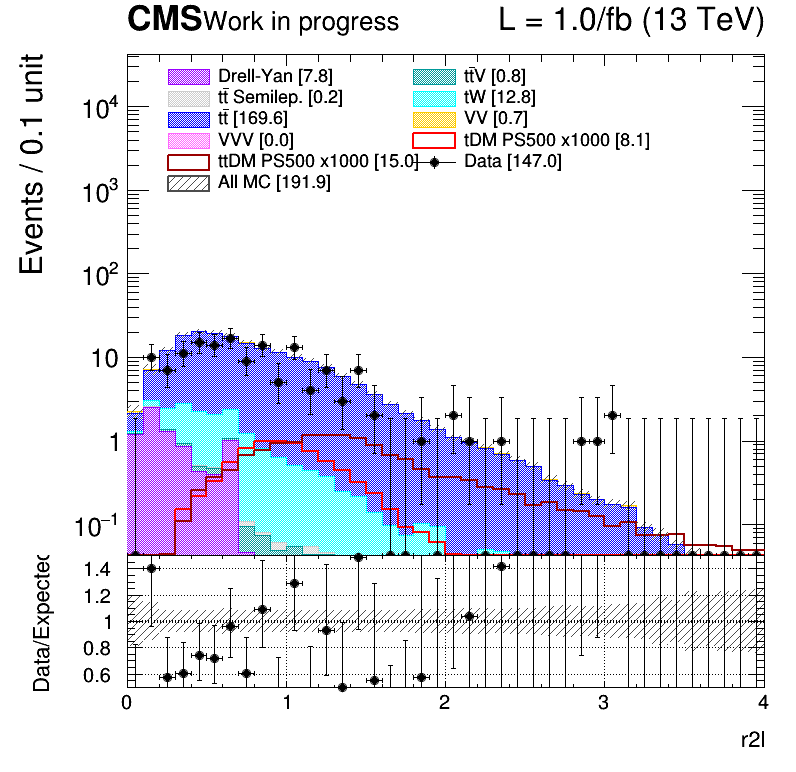 CMS Work in progress L = 1.0/fb (13 TeV)
Events / 0.1 unit
Drell-Yan [7.8] tt̄V [0.8]
tt̄ Semilep. [0.2] tW [12.8]
tt̄ [169.6] VV [0.7]
VVV [0.0] tDM PS500 x1000 [8.1]
ttDM PS500 x1000 [15.0] Data [147.0]
All MC [191.9]
10⁴
10³
10²
10
1
10⁻¹
Data/Expected
1.4
1.2
1
0.8
0.6
0 1 2 3 4
r2l